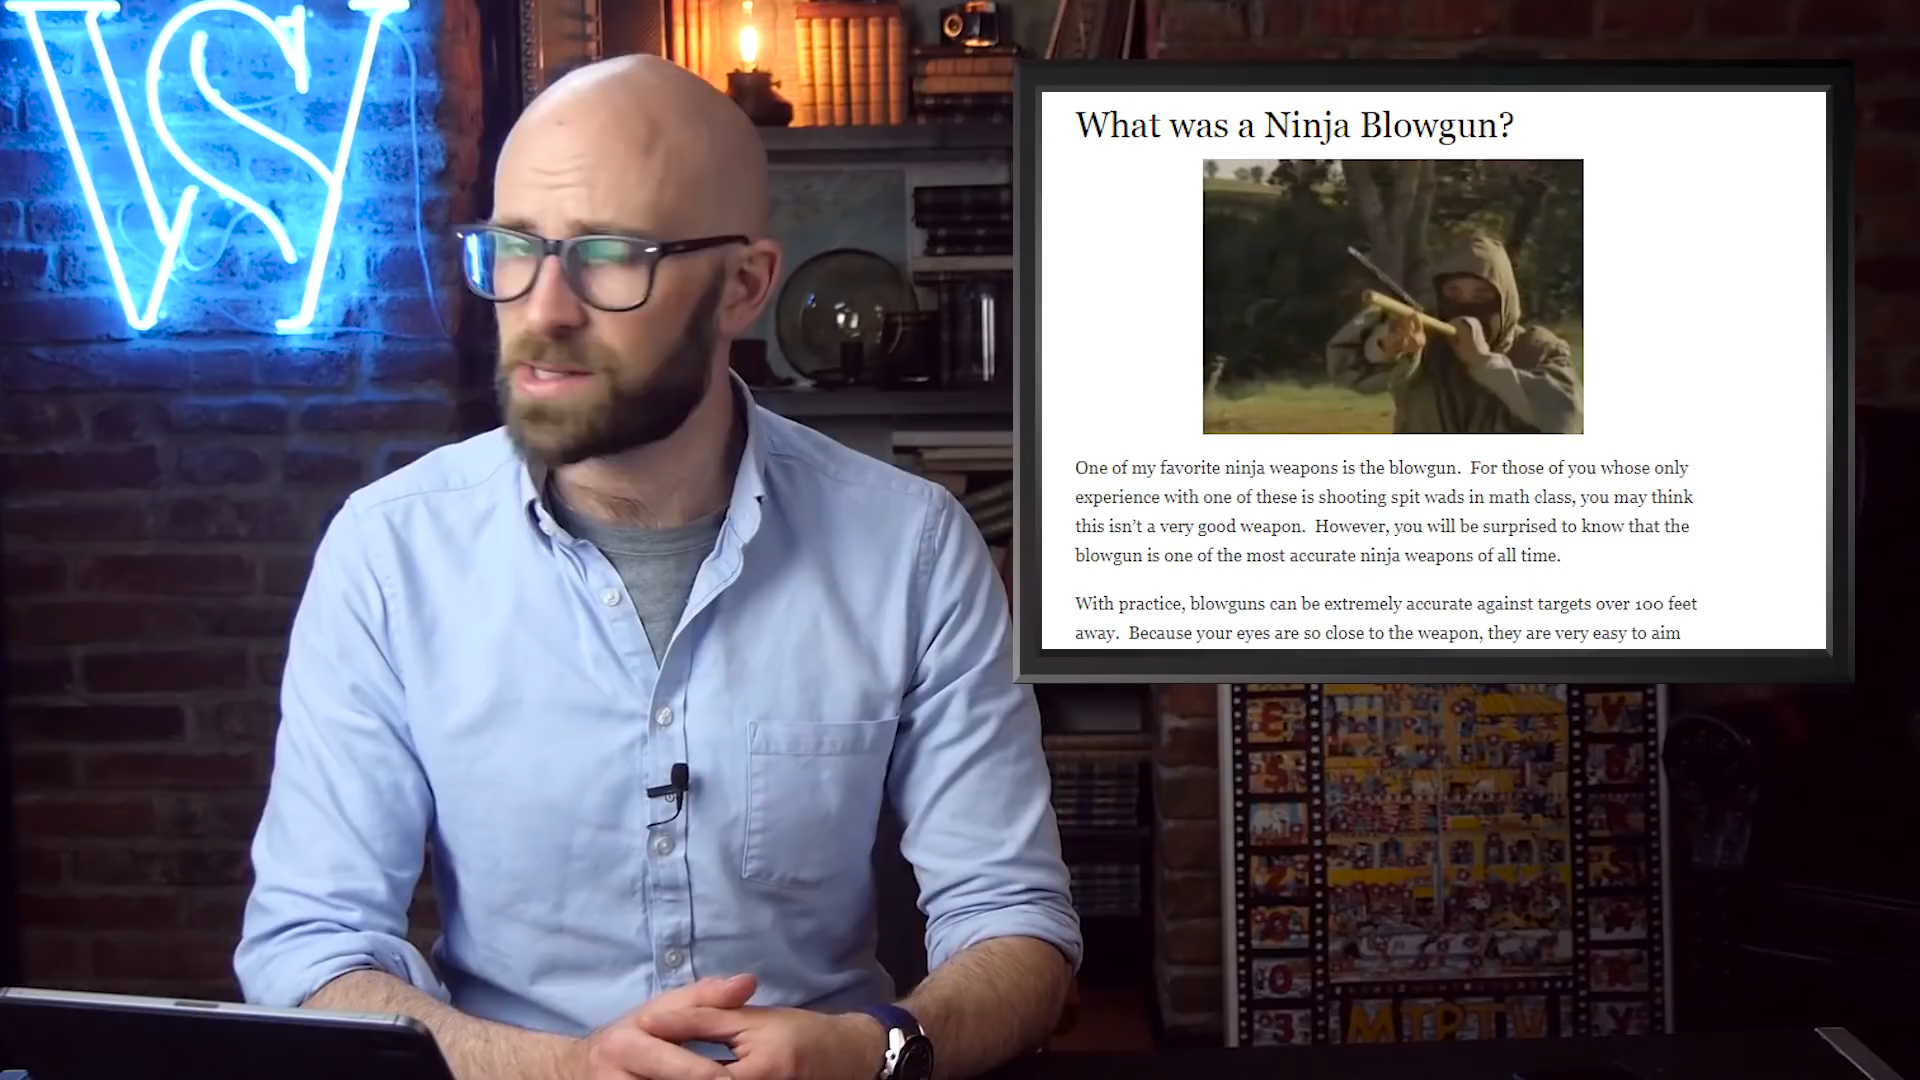 WS
What was a Ninja Blowgun?
One of my favorite ninja weapons is the blowgun.  For those of you whose only
experience with one of these is shooting spit wads in math class, you may think
this isn't a very good weapon.  However, you will be surprised to know that the
blowgun is one of the most accurate ninja weapons of all time.
With practice, blowguns can be extremely accurate against targets over 100 feet
away.  Because your eyes are so close to the weapon, they are very easy to aim